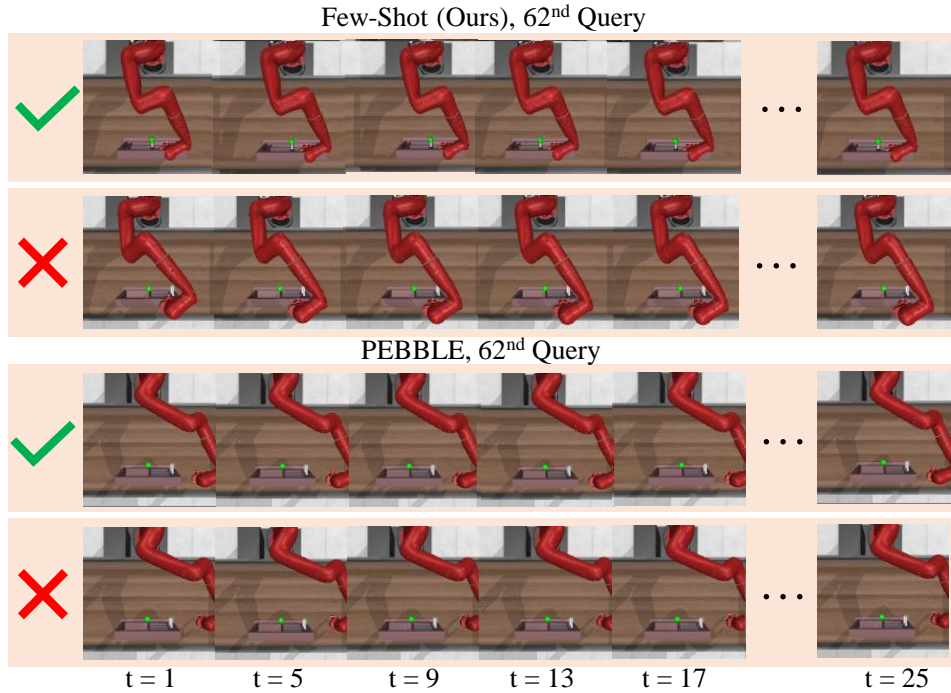 Few-Shot (Ours), 62nd Query
...
...
PEBBLE, 62nd Query
...
...
t = 1 t = 5 t = 9 t = 13 t = 17 t = 25